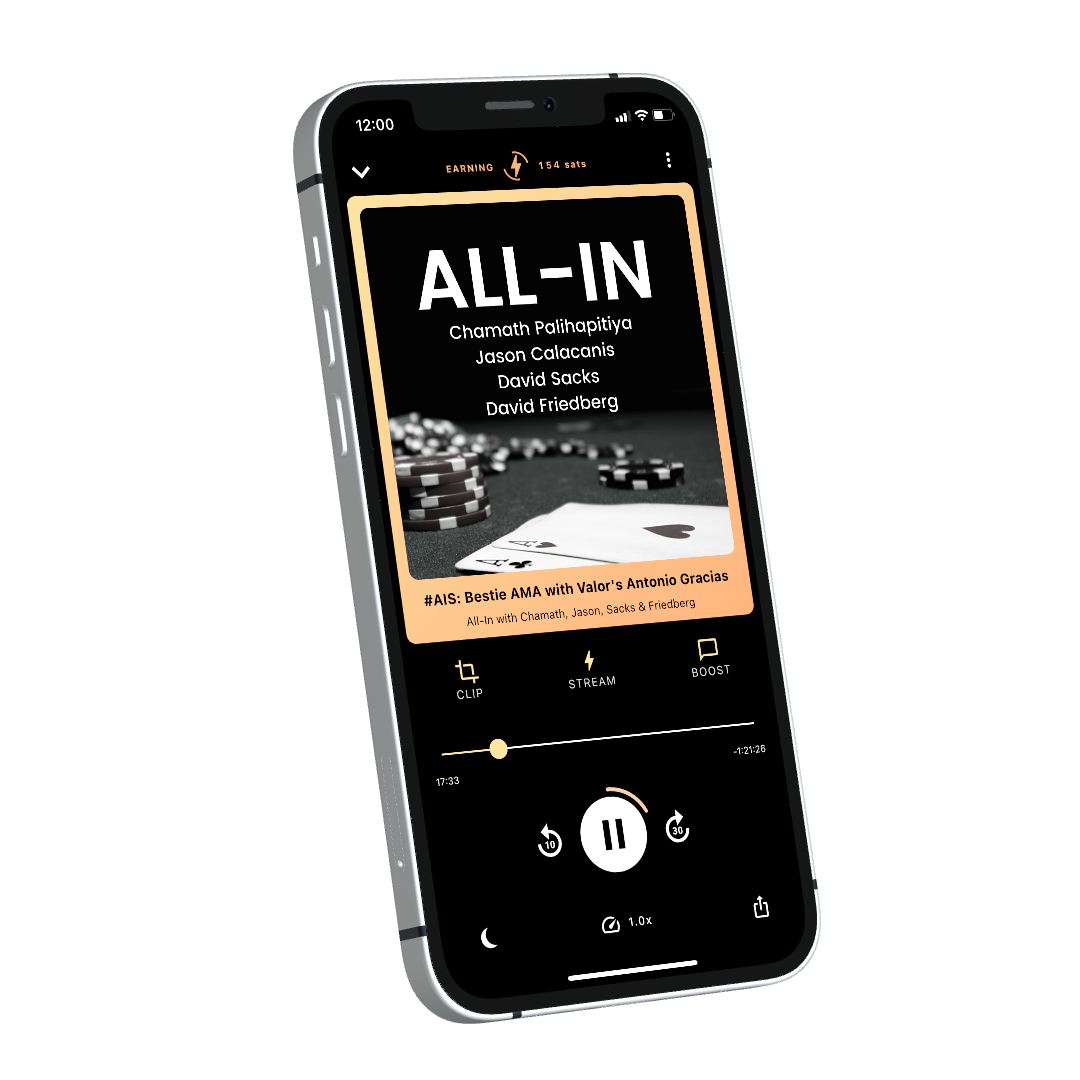 12:00
EARNING 154 sats
ALL-IN
Chamath Palihapitiya
Jason Calacanis
David Sacks
David Friedberg
A
A
#AIS: Bestie AMA with Valor's Antonio Gracias
All-In with Chamath, Jason, Sacks & Friedberg
CLIP STREAM BOOST
17:33 -1:21:26
10 30
1.0x